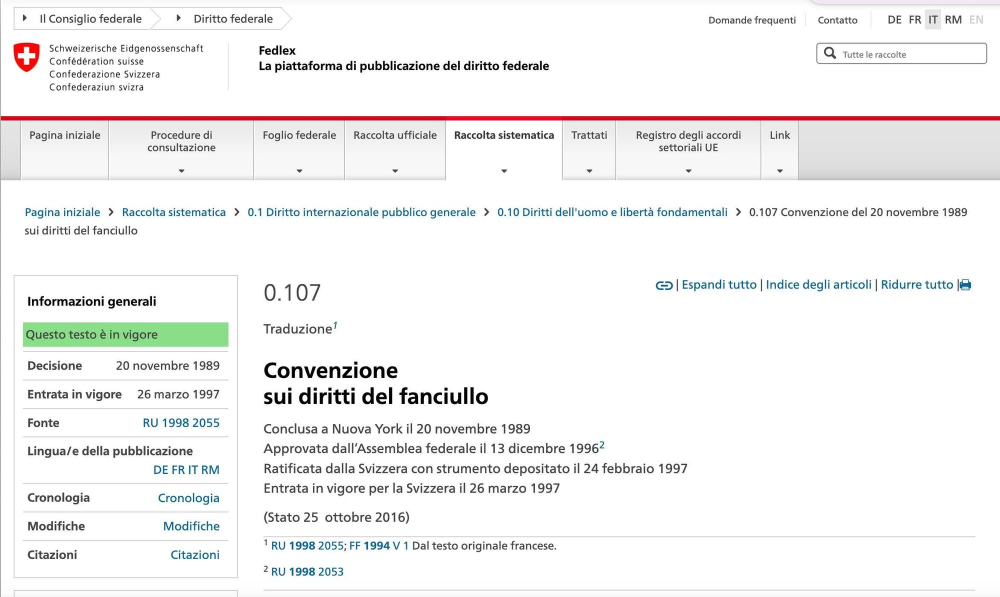 Il Consiglio federale
Diritto federale
Domande frequenti
Contatto
DE FR IT RM EN
Schweizerische Eidgenossenschaft
Confédération suisse
Confederazione Svizzera
Confederaziun svizra
Fedlex
La piattaforma di pubblicazione del diritto federale
Tutte le raccolte
Pagina iniziale
Procedure di
consultazione
Foglio federale
Raccolta ufficiale
Raccolta sistematica
Trattati
Registro degli accordi
settoriali UE
Link
Pagina iniziale > Raccolta sistematica > 0.1 Diritto internazionale pubblico generale > 0.10 Diritti dell'uomo e libertà fondamentali > 0.107 Convenzione del 20 novembre 1989
sui diritti del fanciullo
Informazioni generali
Questo testo è in vigore
Decisione 20 novembre 1989
Entrata in vigore 26 marzo 1997
Fonte RU 1998 2055
Lingua/e della pubblicazione
DE FR IT RM
Cronologia Cronologia
Modifiche Modifiche
Citazioni Citazioni
0.107
| Espandi tutto | Indice degli articoli | Ridurre tutto |
Traduzione1
Convenzione
sui diritti del fanciullo
Conclusa a Nuova York il 20 novembre 1989
Approvata dall’Assemblea federale il 13 dicembre 19962
Ratificata dalla Svizzera con strumento depositato il 24 febbraio 1997
Entrata in vigore per la Svizzera il 26 marzo 1997
(Stato 25 ottobre 2016)
1 RU 1998 2055; FF 1994 V 1 Dal testo originale francese.
2 RU 1998 2053